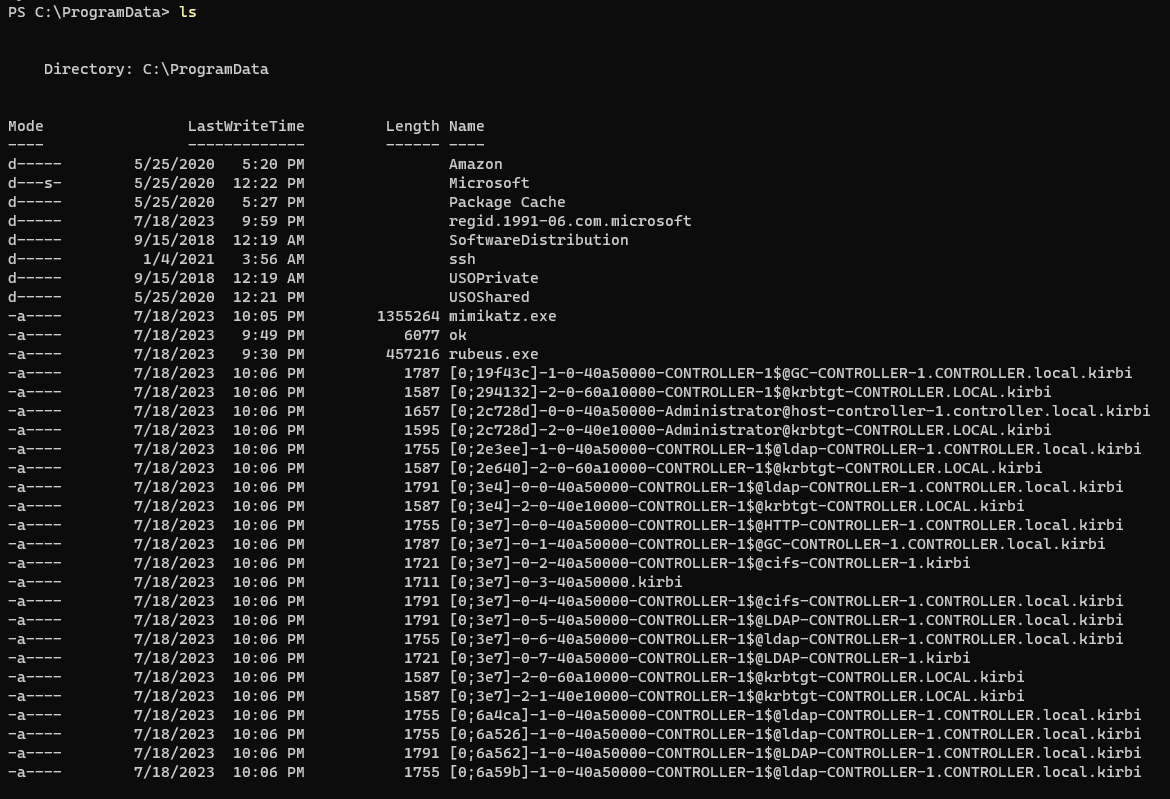 PS C:\ProgramData> ls
Directory: C:\ProgramData
Mode LastWriteTime Length Name
---- ------------- ------ ----
d----- 5/25/2020 5:20 PM Amazon
d---s- 5/25/2020 12:22 PM Microsoft
d----- 5/25/2020 5:27 PM Package Cache
d----- 7/18/2023 9:59 PM regid.1991-06.com.microsoft
d----- 9/15/2018 12:19 AM SoftwareDistribution
d----- 1/4/2021 3:56 AM ssh
d----- 9/15/2018 12:19 AM USOPrivate
d----- 5/25/2020 12:21 PM USOShared
-a---- 7/18/2023 10:05 PM 1355264 mimikatz.exe
-a---- 7/18/2023 9:49 PM 6077 ok
-a---- 7/18/2023 9:30 PM 457216 rubeus.exe
-a---- 7/18/2023 10:06 PM 1787 [0;19f43c]-1-0-40a50000-CONTROLLER-1$@GC-CONTROLLER-1.CONTROLLER.local.kirbi
-a---- 7/18/2023 10:06 PM 1587 [0;294132]-2-0-60a10000-CONTROLLER-1$@krbtgt-CONTROLLER.LOCAL.kirbi
-a---- 7/18/2023 10:06 PM 1657 [0;2c728d]-0-0-40a50000-Administrator@host-controller-1.controller.local.kirbi
-a---- 7/18/2023 10:06 PM 1595 [0;2c728d]-2-0-40e10000-Administrator@krbtgt-CONTROLLER.LOCAL.kirbi
-a---- 7/18/2023 10:06 PM 1755 [0;2e3ee]-1-0-40a50000-CONTROLLER-1$@ldap-CONTROLLER-1.CONTROLLER.local.kirbi
-a---- 7/18/2023 10:06 PM 1587 [0;2e640]-2-0-60a10000-CONTROLLER-1$@krbtgt-CONTROLLER.LOCAL.kirbi
-a---- 7/18/2023 10:06 PM 1791 [0;3e4]-0-0-40a50000-CONTROLLER-1$@ldap-CONTROLLER-1.CONTROLLER.local.kirbi
-a---- 7/18/2023 10:06 PM 1587 [0;3e4]-2-0-40e10000-CONTROLLER-1$@krbtgt-CONTROLLER.LOCAL.kirbi
-a---- 7/18/2023 10:06 PM 1755 [0;3e7]-0-0-40a50000-CONTROLLER-1$@HTTP-CONTROLLER-1.CONTROLLER.local.kirbi
-a---- 7/18/2023 10:06 PM 1787 [0;3e7]-0-1-40a50000-CONTROLLER-1$@GC-CONTROLLER-1.CONTROLLER.local.kirbi
-a---- 7/18/2023 10:06 PM 1721 [0;3e7]-0-2-40a50000-CONTROLLER-1$@cifs-CONTROLLER-1.kirbi
-a---- 7/18/2023 10:06 PM 1711 [0;3e7]-0-3-40a50000.kirbi
-a---- 7/18/2023 10:06 PM 1791 [0;3e7]-0-4-40a50000-CONTROLLER-1$@cifs-CONTROLLER-1.CONTROLLER.local.kirbi
-a---- 7/18/2023 10:06 PM 1791 [0;3e7]-0-5-40a50000-CONTROLLER-1$@LDAP-CONTROLLER-1.CONTROLLER.local.kirbi
-a---- 7/18/2023 10:06 PM 1755 [0;3e7]-0-6-40a50000-CONTROLLER-1$@ldap-CONTROLLER-1.CONTROLLER.local.kirbi
-a---- 7/18/2023 10:06 PM 1721 [0;3e7]-0-7-40a50000-CONTROLLER-1$@LDAP-CONTROLLER-1.kirbi
-a---- 7/18/2023 10:06 PM 1587 [0;3e7]-2-0-60a10000-CONTROLLER-1$@krbtgt-CONTROLLER.LOCAL.kirbi
-a---- 7/18/2023 10:06 PM 1587 [0;3e7]-2-1-40e10000-CONTROLLER-1$@krbtgt-CONTROLLER.LOCAL.kirbi
-a---- 7/18/2023 10:06 PM 1755 [0;6a4ca]-1-0-40a50000-CONTROLLER-1$@ldap-CONTROLLER-1.CONTROLLER.local.kirbi
-a---- 7/18/2023 10:06 PM 1755 [0;6a526]-1-0-40a50000-CONTROLLER-1$@ldap-CONTROLLER-1.CONTROLLER.local.kirbi
-a---- 7/18/2023 10:06 PM 1791 [0;6a562]-1-0-40a50000-CONTROLLER-1$@LDAP-CONTROLLER-1.CONTROLLER.local.kirbi
-a---- 7/18/2023 10:06 PM 1755 [0;6a59b]-1-0-40a50000-CONTROLLER-1$@ldap-CONTROLLER-1.CONTROLLER.local.kirbi